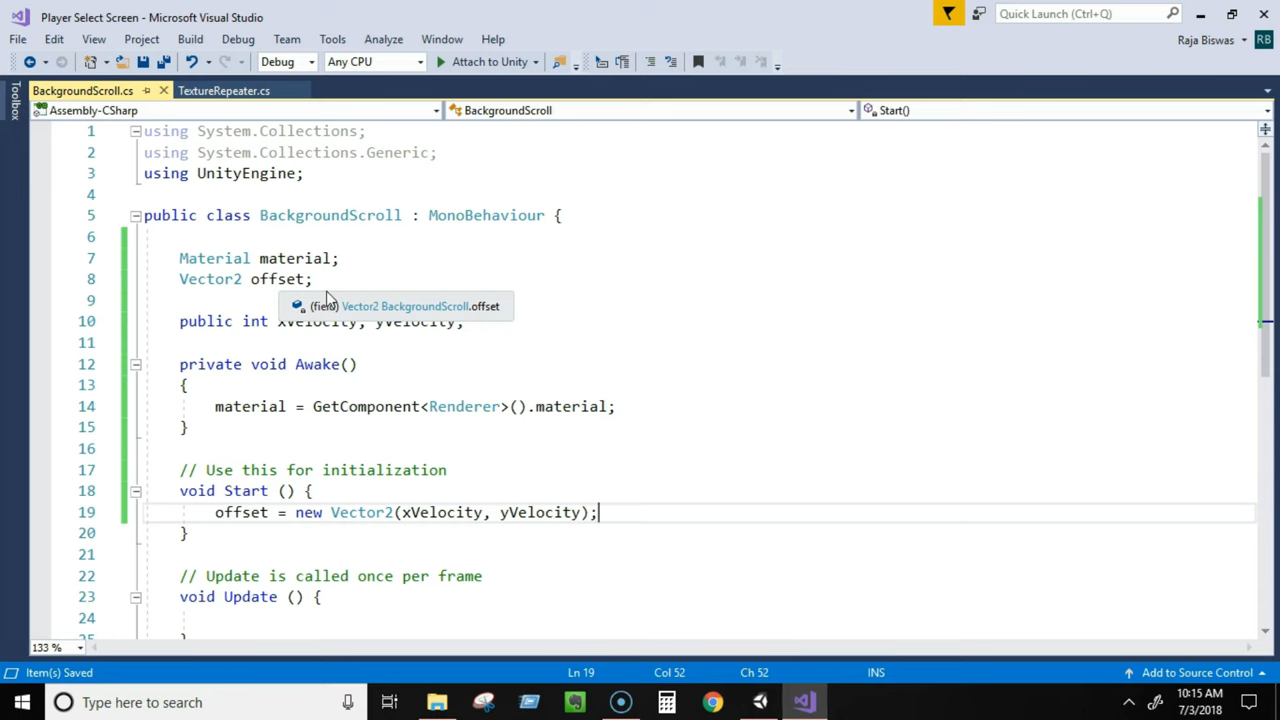 Player Select Screen - Microsoft Visual Studio
Quick Launch (Ctrl+Q)
File Edit View Project Build Debug Team Tools Analyze Window Help
Raja Biswas RB
Debug Any CPU Attach to Unity
Toolbox
BackgroundScroll.cs TextureRepeater.cs
Assembly-CSharp BackgroundScroll Start()
1 using System.Collections;
2 using System.Collections.Generic;
3 using UnityEngine;
4
5 public class BackgroundScroll : MonoBehaviour {
6
7 Material material;
8 Vector2 offset;
9 (field) Vector2 BackgroundScroll.offset
10 public int xVelocity, yVelocity;
11
12 private void Awake()
13 {
14 material = GetComponent<Renderer>().material;
15 }
16
17 // Use this for initialization
18 void Start () {
19 offset = new Vector2(xVelocity, yVelocity);
20 }
21
22 // Update is called once per frame
23 void Update () {
24
25 }
133 %
Item(s) Saved Ln 19 Col 52 Ch 52 INS Add to Source Control
Type here to search
10:15 AM
7/3/2018